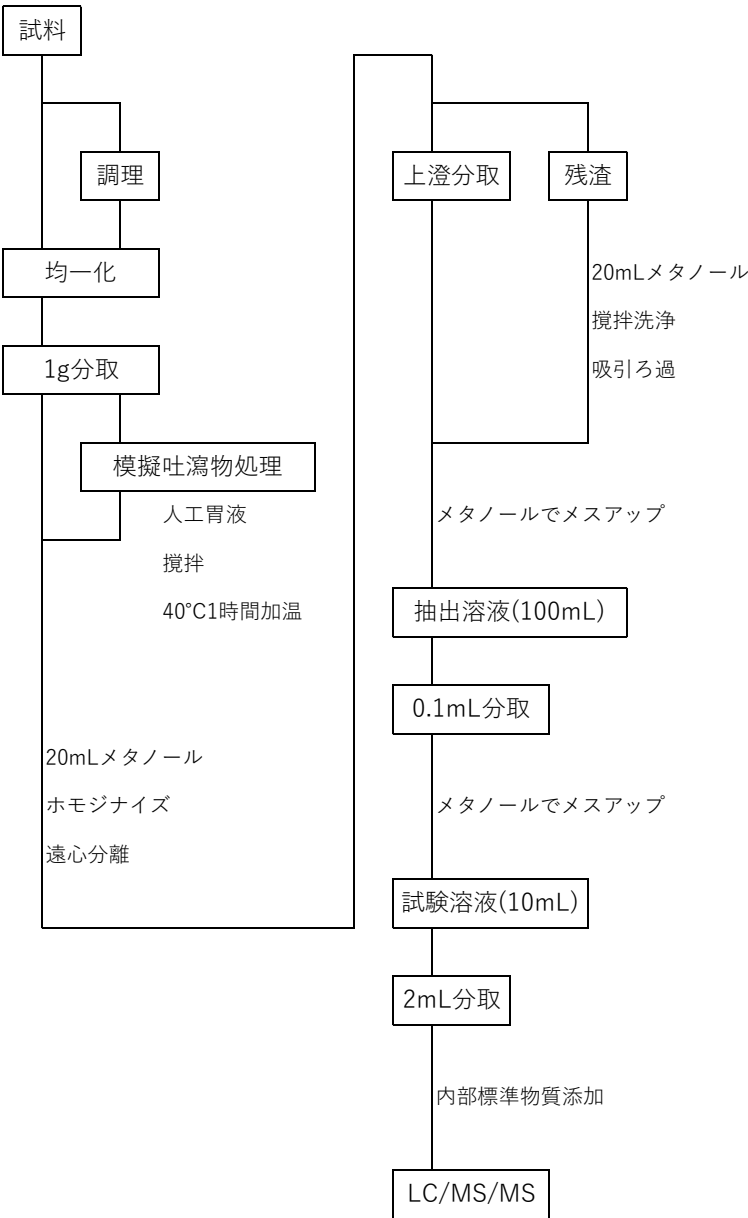 試料
調理
均一化
1g分取
模擬吐瀉物処理
人工胃液
撹拌
40°C1時間加温
20mLメタノール
ホモジナイズ
遠心分離
上澄分取
残渣
20mLメタノール
撹拌洗浄
吸引ろ過
メタノールでメスアップ
抽出溶液(100mL)
0.1mL分取
メタノールでメスアップ
試験溶液(10mL)
2mL分取
内部標準物質添加
LC/MS/MS